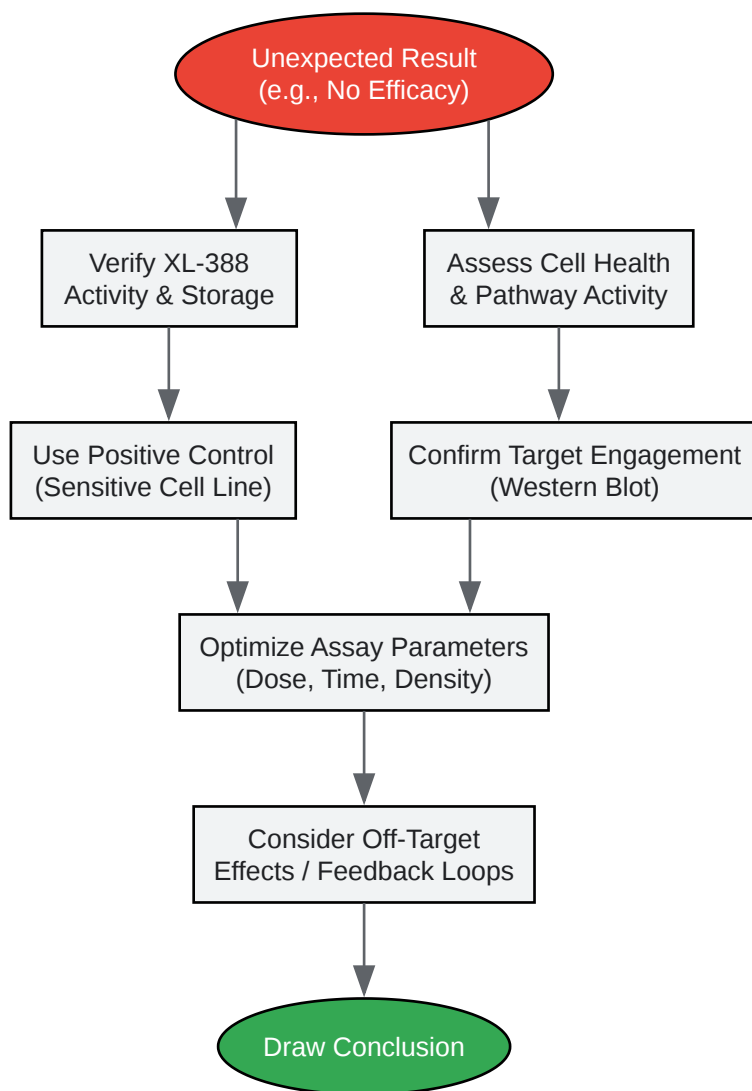 Unexpected Result
(e.g., No Efficacy)
Verify XL-388
Activity & Storage
Assess Cell Health
& Pathway Activity
Use Positive Control
(Sensitive Cell Line)
Confirm Target Engagement
(Western Blot)
Optimize Assay Parameters
(Dose, Time, Density)
Consider Off-Target
Effects / Feedback Loops
Draw Conclusion